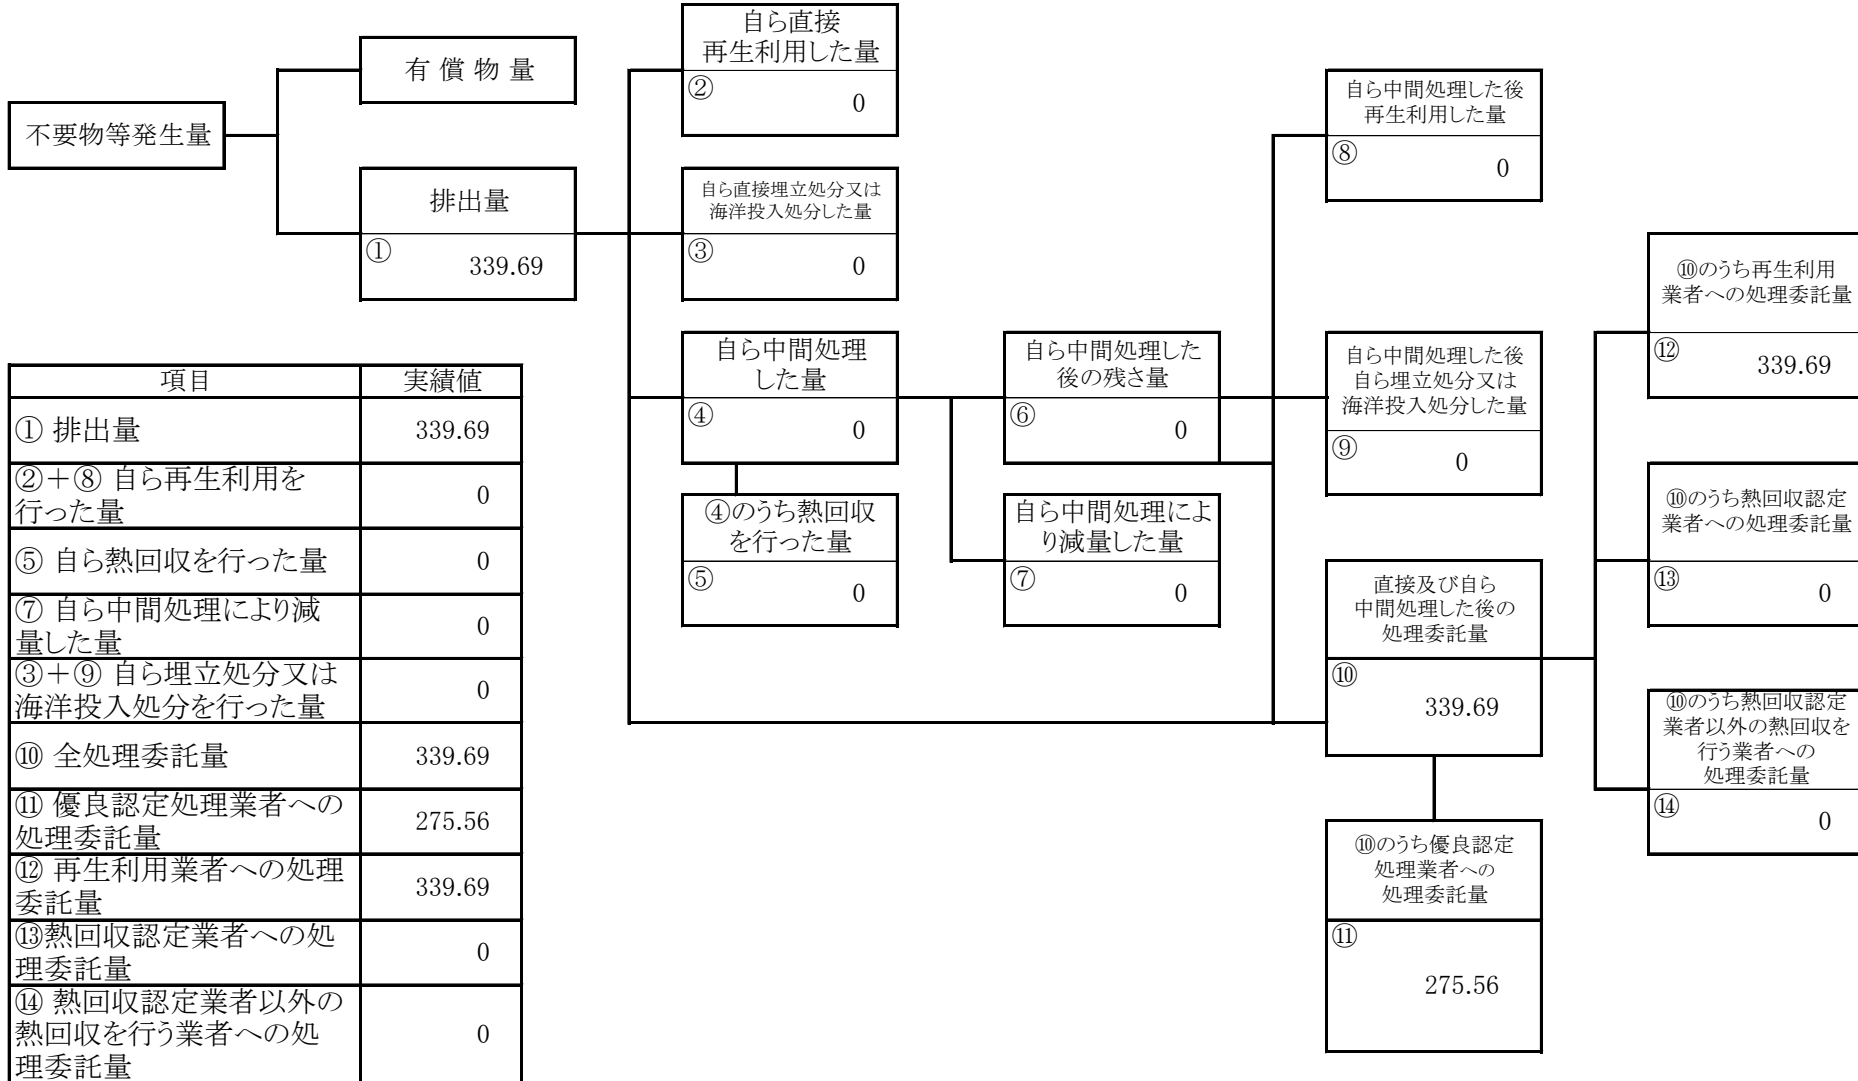 不要物等発生量
有 償 物 量
排出量
①
339.69
自ら直接
再生利用した量
②
0
自ら直接埋立処分又は
海洋投入処分した量
③
0
自ら中間処理
した量
④
0
④のうち熱回収
を行った量
⑤
0
自ら中間処理した
後の残さ量
⑥
0
自ら中間処理によ
り減量した量
⑦
0
自ら中間処理した後
再生利用した量
⑧
0
自ら中間処理した後
自ら埋立処分又は
海洋投入処分した量
⑨
0
直接及び自ら
中間処理した後の
処理委託量
⑩
339.69
⑩のうち優良認定
処理業者への
処理委託量
⑪
275.56
⑩のうち再生利用
業者への処理委託量
⑫
339.69
⑩のうち熱回収認定
業者への処理委託量
⑬
0
⑩のうち熱回収認定
業者以外の熱回収を
行う業者への
処理委託量
⑭
0
項目 実績値
① 排出量 339.69
②＋⑧ 自ら再生利用を
行った量 0
⑤ 自ら熱回収を行った量 0
⑦ 自ら中間処理により減
量した量 0
③＋⑨ 自ら埋立処分又は
海洋投入処分を行った量 0
⑩ 全処理委託量 339.69
⑪ 優良認定処理業者への
処理委託量 275.56
⑫ 再生利用業者への処理
委託量 339.69
⑬熱回収認定業者への処
理委託量 0
⑭ 熱回収認定業者以外の
熱回収を行う業者への処
理委託量 0